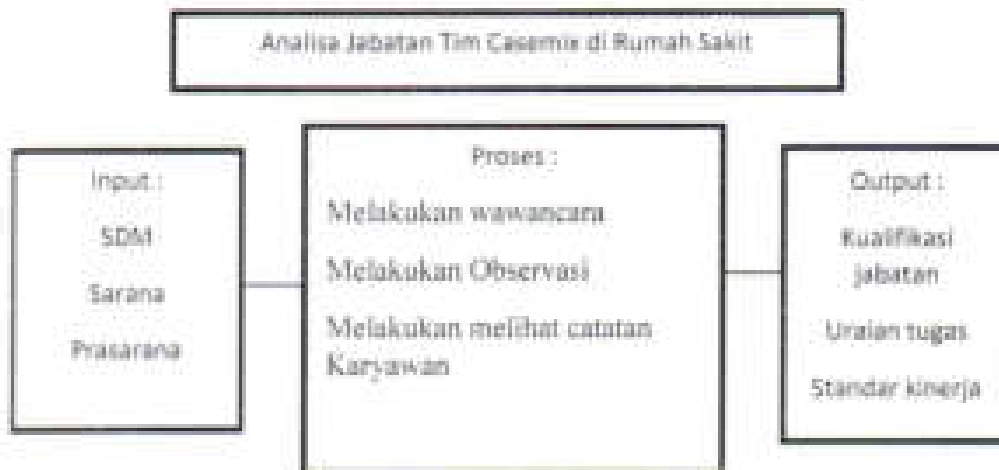 Analisa Jabatan Tim Casemix di Rumah Sakit
Input :
SDM
Sarana
Prasarana
Proses :
Melakukan wawancara
Melakukan Observasi
Melakukan melihat catatan
Karyawan
Output :
Kualifikasi
jabatan
Uraian tugas
Standar kinerja